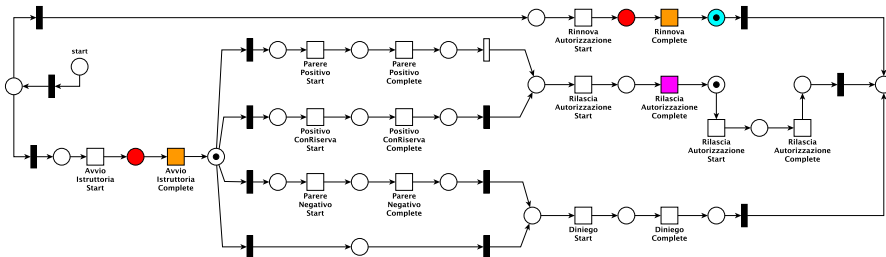 Rinnova
Autorizzazione
Start
Rinnova
Complete
start
Parere
Positivo
Start
Parere
Positivo
Complete
Rilascia
Autorizzazione
Start
Rilascia
Autorizzazione
Complete
Positivo
ConRiserva
Start
Positivo
ConRiserva
Complete
Rilascia
Autorizzazione
Start
Rilascia
Autorizzazione
Complete
Avvio
Istruttoria
Start
Avvio
Istruttoria
Complete
Parere
Negativo
Start
Parere
Negativo
Complete
Diniego
Start
Diniego
Complete